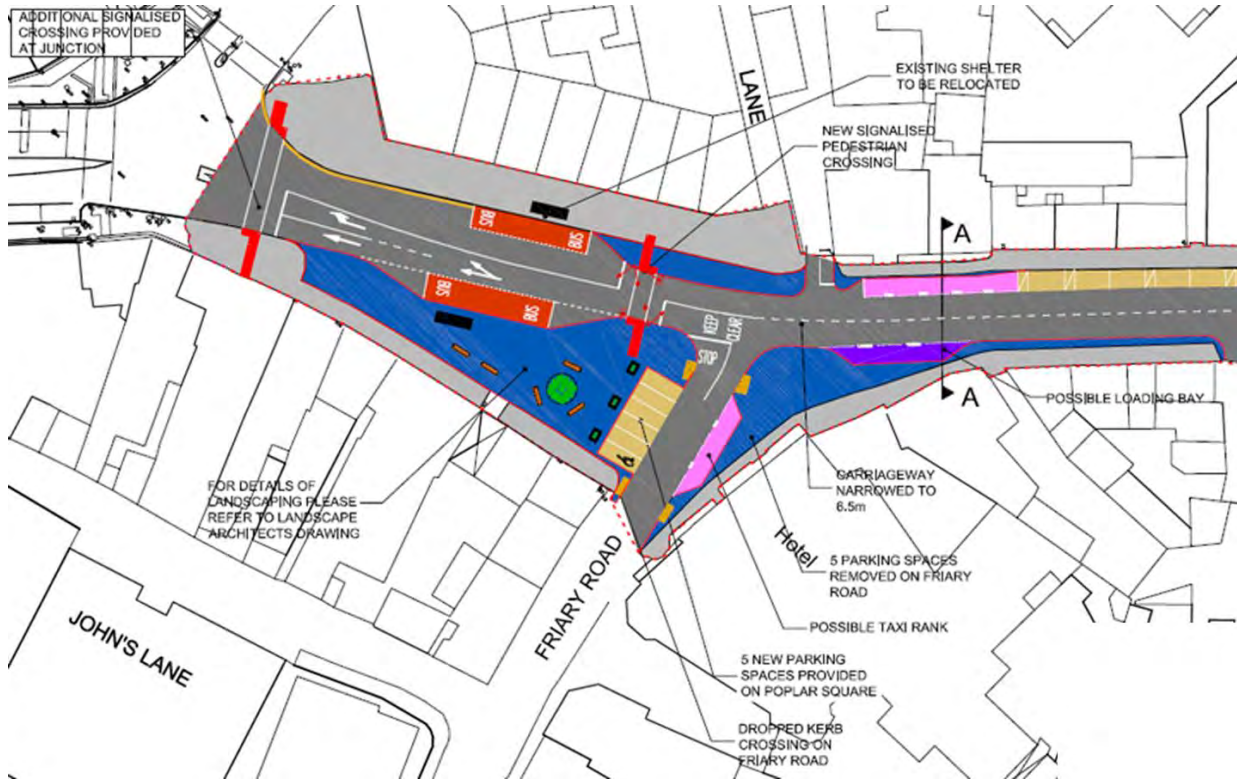 ADDITIONAL SIGNALISED
CROSSING PROVIDED
AT JUNCTION
LANE
EXISTING SHELTER
TO BE RELOCATED
NEW SIGNALISED
PEDESTRIAN
CROSSING
A
BUS
BUS
BUS
BUS
KEEP
CLEAR
STOP
A
POSSIBLE LOADING BAY
CARRIAGEWAY
NARROWED TO
6.5m
FOR DETAILS OF
LANDSCAPING PLEASE
REFER TO LANDSCAPE
ARCHITECTS DRAWING
Hotel
5 PARKING SPACES
REMOVED ON FRIARY
ROAD
FRIARY ROAD
POSSIBLE TAXI RANK
JOHN'S LANE
5 NEW PARKING
SPACES PROVIDED
ON POPLAR SQUARE
DROPPED KERB
CROSSING ON
FRIARY ROAD